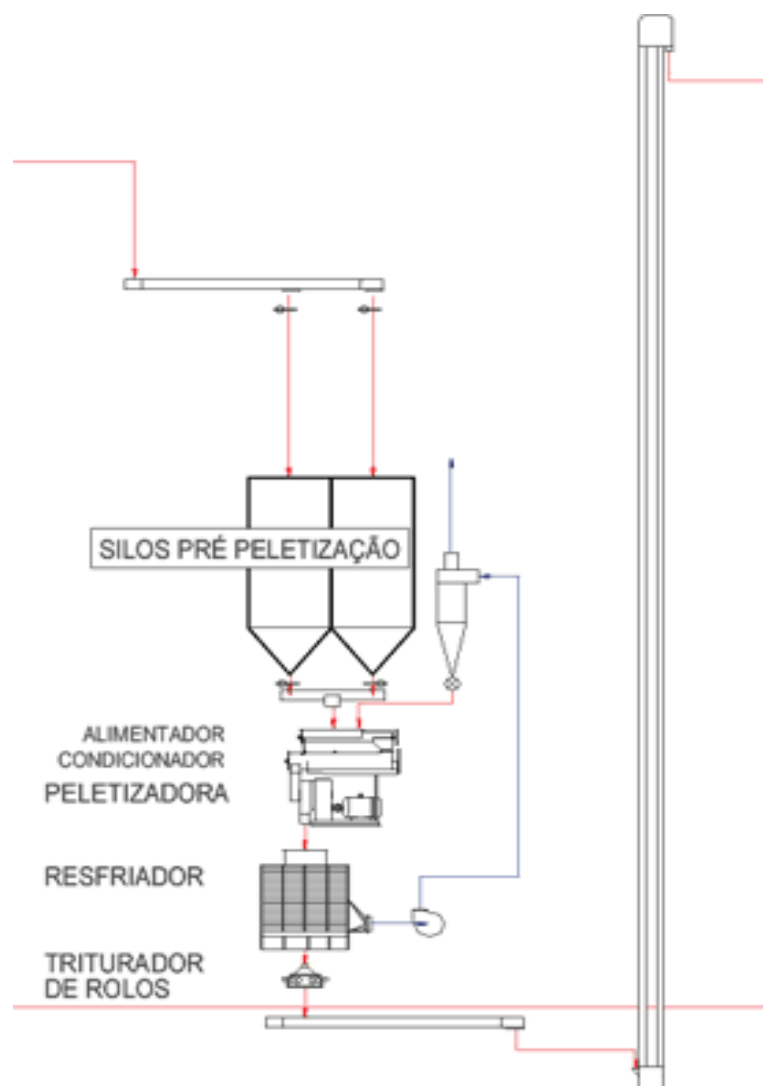 SILOS PRÉ PELETIZAÇÃO
ALIMENTADOR
CONDICIONADOR
PELETIZADORA
RESFRIADOR
TRITURADOR
DE ROLOS